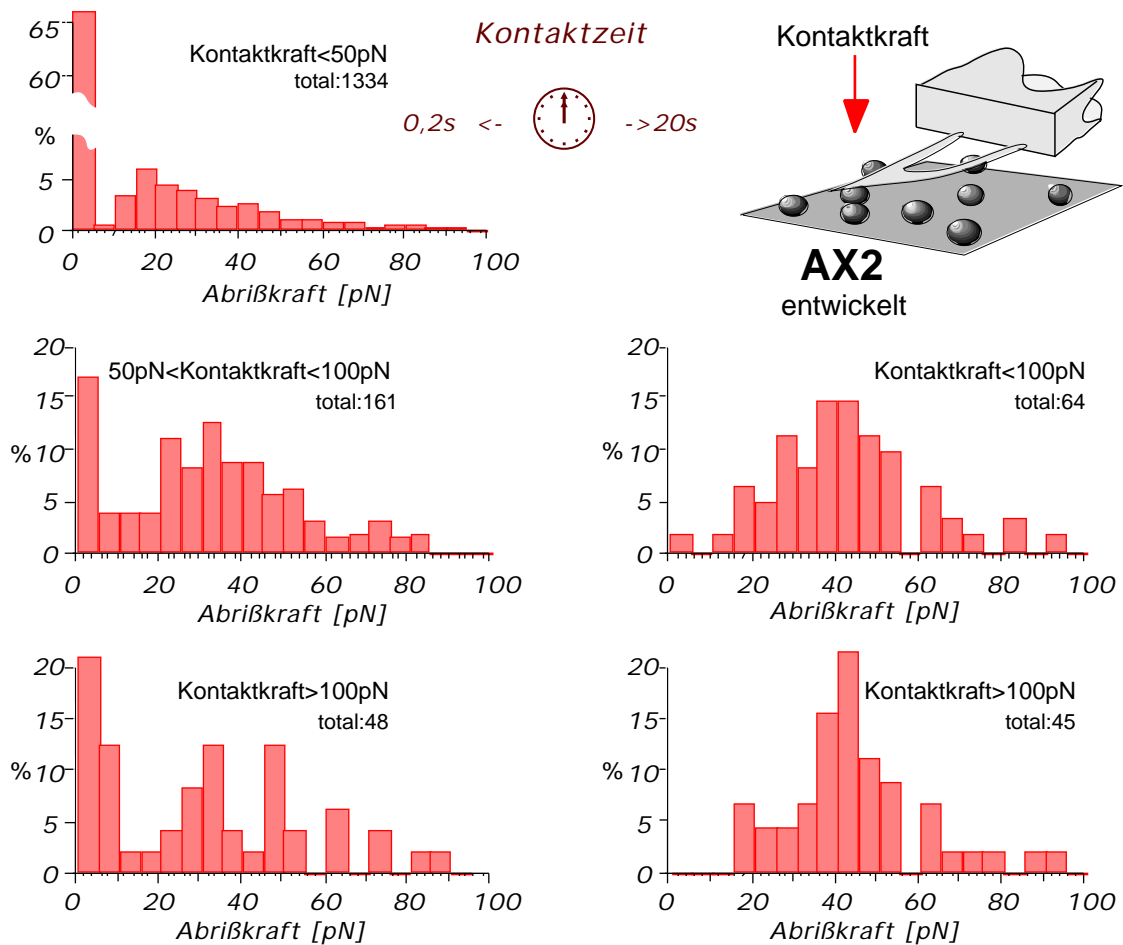 Kontaktkraft<50pN
total:1334
65
60
%
5
0
0 20 40 60 80 100
Abrißkraft [pN]
Kontaktzeit
0,2s <- ->20s
Kontaktkraft
AX2
entwickelt
50pN<Kontaktkraft<100pN
total:161
20
15
%10
5
0
0 20 40 60 80 100
Abrißkraft [pN]
Kontaktkraft<100pN
total:64
20
15
%10
5
0
0 20 40 60 80 100
Abrißkraft [pN]
Kontaktkraft>100pN
total:48
20
15
%10
5
0
0 20 40 60 80 100
Abrißkraft [pN]
Kontaktkraft>100pN
total:45
20
15
%10
5
0
0 20 40 60 80 100
Abrißkraft [pN]